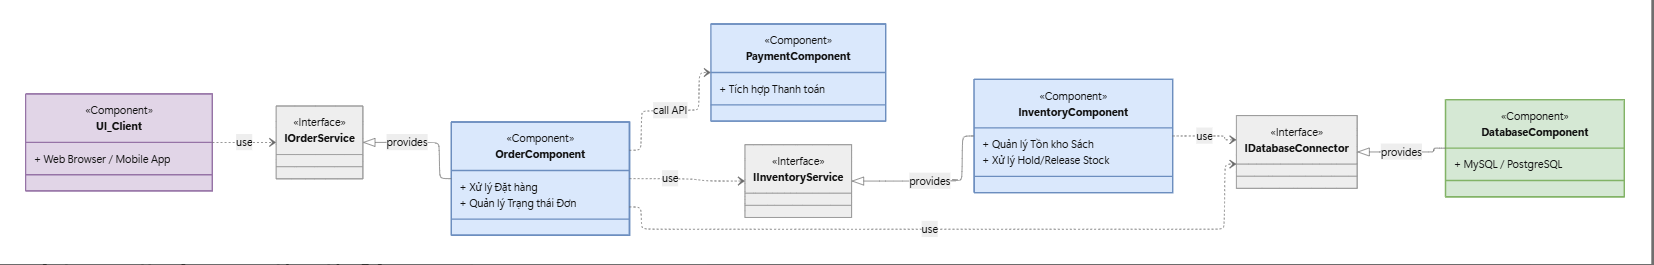 «Component»
UI_Client
+ Web Browser / Mobile App
use
«Interface»
IOrderService
provides
«Component»
OrderComponent
+ Xử lý Đặt hàng
+ Quản lý Trạng thái Đơn
call API
«Component»
PaymentComponent
+ Tích hợp Thanh toán
use
«Interface»
IInventoryService
provides
«Component»
InventoryComponent
+ Quản lý Tồn kho Sách
+ Xử lý Hold/Release Stock
use
use
«Interface»
IDatabaseConnector
provides
«Component»
DatabaseComponent
+ MySQL / PostgreSQL